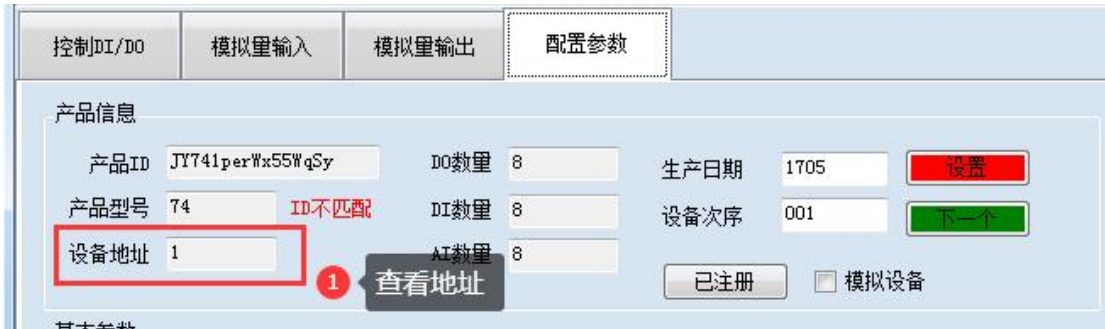 控制DI/DO 模拟量输入 模拟量输出 配置参数
产品信息
产品ID JY741perWx55WqSy DO数量 8 生产日期 1705 设置
产品型号 74 ID不匹配 DI数量 8 设备次序 001 下一个
设备地址 1 AI数量 8
1 查看地址 已注册 模拟设备
基本参数